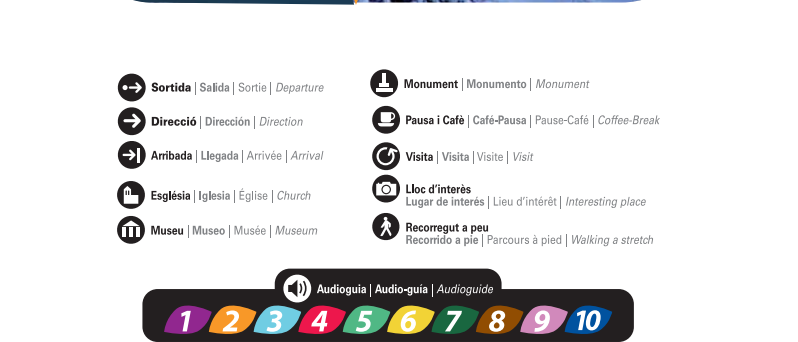 Sortida | Salida | Sortie | Departure
Direcció | Dirección | Direction
Arribada | Llegada | Arrivée | Arrival
Església | Iglesia | Église | Church
Museu | Museo | Musée | Museum
Monument | Monumento | Monument
Pausa i Cafè | Café-Pausa | Pause-Café | Coffee-Break
Visita | Visita | Visite | Visit
Lloc d'interès
Lugar de interés | Lieu d'intérêt | Interesting place
Recorregut a peu
Recorrido a pie | Parcours à pied | Walking a stretch
Audioguia | Audio-guía | Audioguide
1 2 3 4 5 6 7 8 9 10